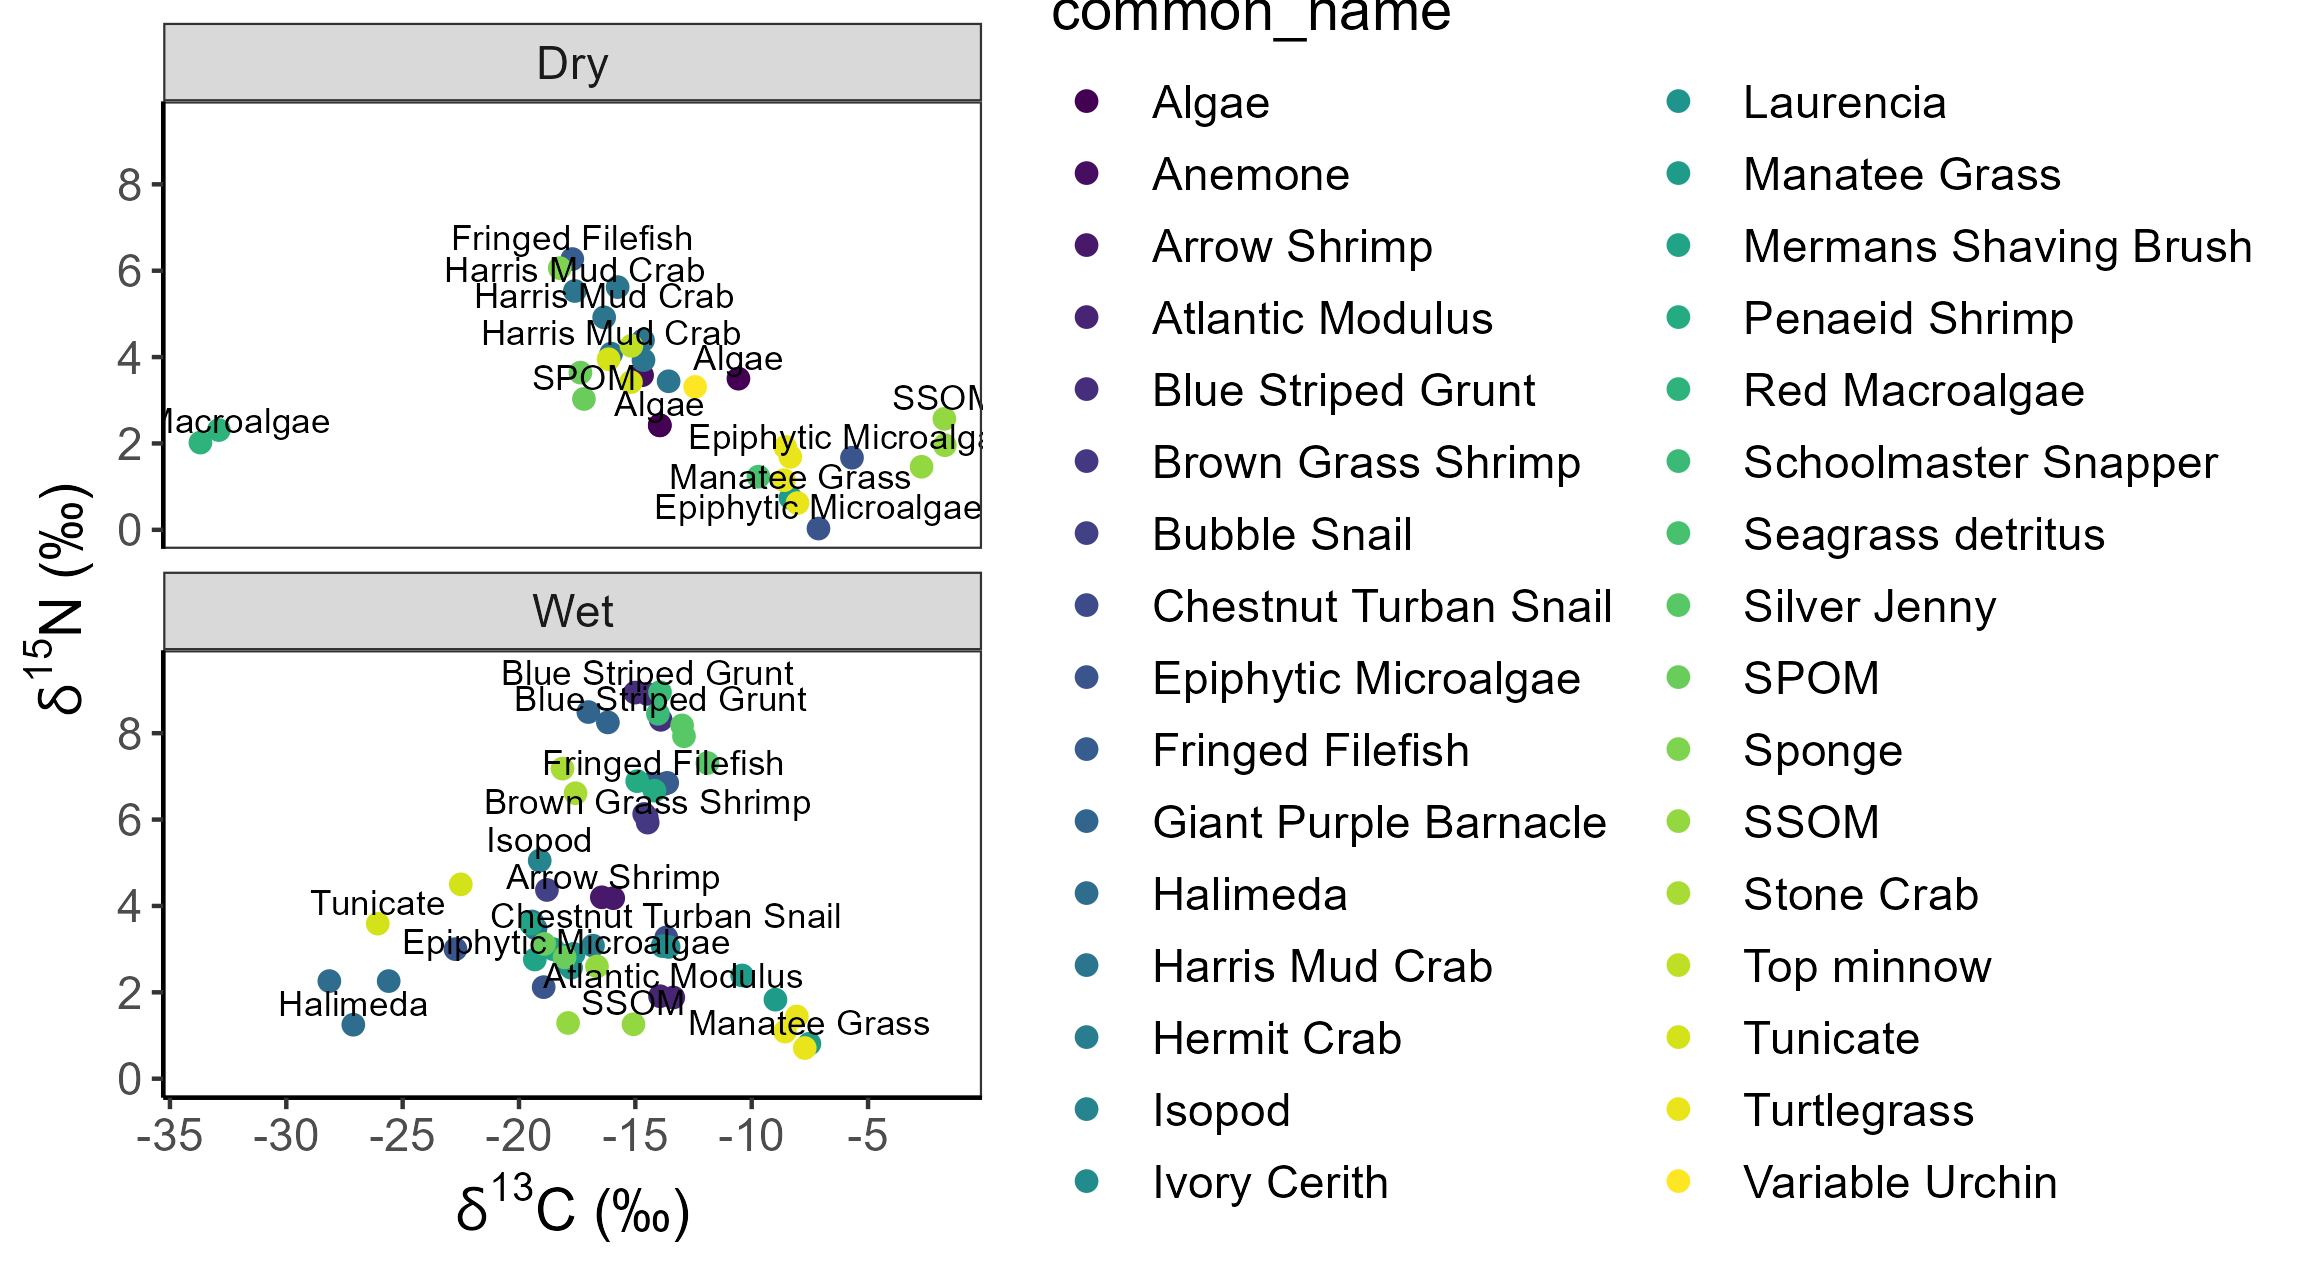 common_name
Dry
8
6
4
2
0
Fringed Filefish
Harris Mud Crab
Harris Mud Crab
Harris Mud Crab
Algae
SPOM
Algae
SSOM
Macroalgae
Epiphytic Microalga
Manatee Grass
Epiphytic Microalgae
Wet
8
6
4
2
0
Blue Striped Grunt
Blue Striped Grunt
Fringed Filefish
Brown Grass Shrimp
Isopod
Arrow Shrimp
Tunicate
Chestnut Turban Snail
Epiphytic Microalgae
Atlantic Modulus
Halimeda
SSOM
Manatee Grass
-35 -30 -25 -20 -15 -10 -5
δ¹³C (‰)
δ¹⁵N (‰)
Algae
Anemone
Arrow Shrimp
Atlantic Modulus
Blue Striped Grunt
Brown Grass Shrimp
Bubble Snail
Chestnut Turban Snail
Epiphytic Microalgae
Fringed Filefish
Giant Purple Barnacle
Halimeda
Harris Mud Crab
Hermit Crab
Isopod
Ivory Cerith
Laurencia
Manatee Grass
Mermans Shaving Brush
Penaeid Shrimp
Red Macroalgae
Schoolmaster Snapper
Seagrass detritus
Silver Jenny
SPOM
Sponge
SSOM
Stone Crab
Top minnow
Tunicate
Turtlegrass
Variable Urchin